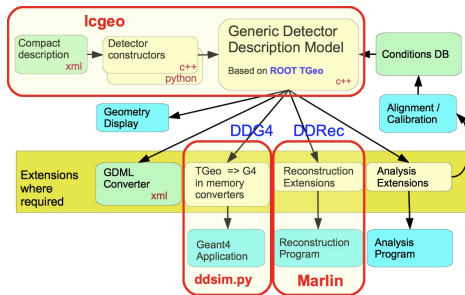 lcgeo
Compact
description
xml
Detector
constructors
c++
python
Generic Detector
Description Model
Based on ROOT TGeo
c++
Conditions DB
Geometry
Display
DDG4
DDRec
Alignment /
Calibration
Extensions
where
required
GDML
Converter
xml
TGeo => G4
in memory
converters
Reconstruction
Extensions
Analysis
Extensions
Geant4
Application
Reconstruction
Program
Analysis
Program
ddsim.py
Marlin